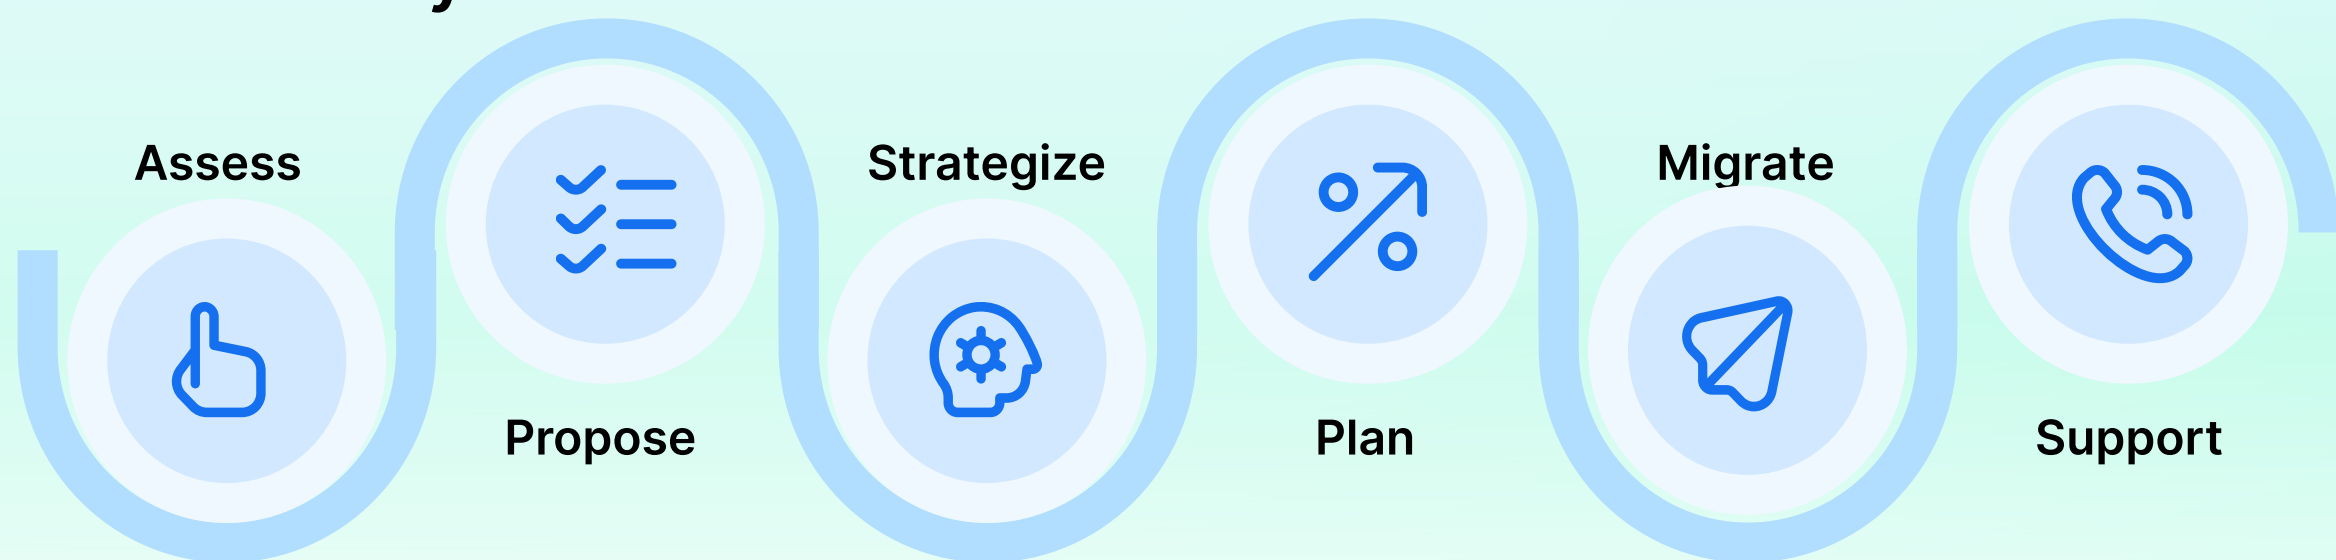 Assess
Propose
Strategize
Plan
Migrate
Support